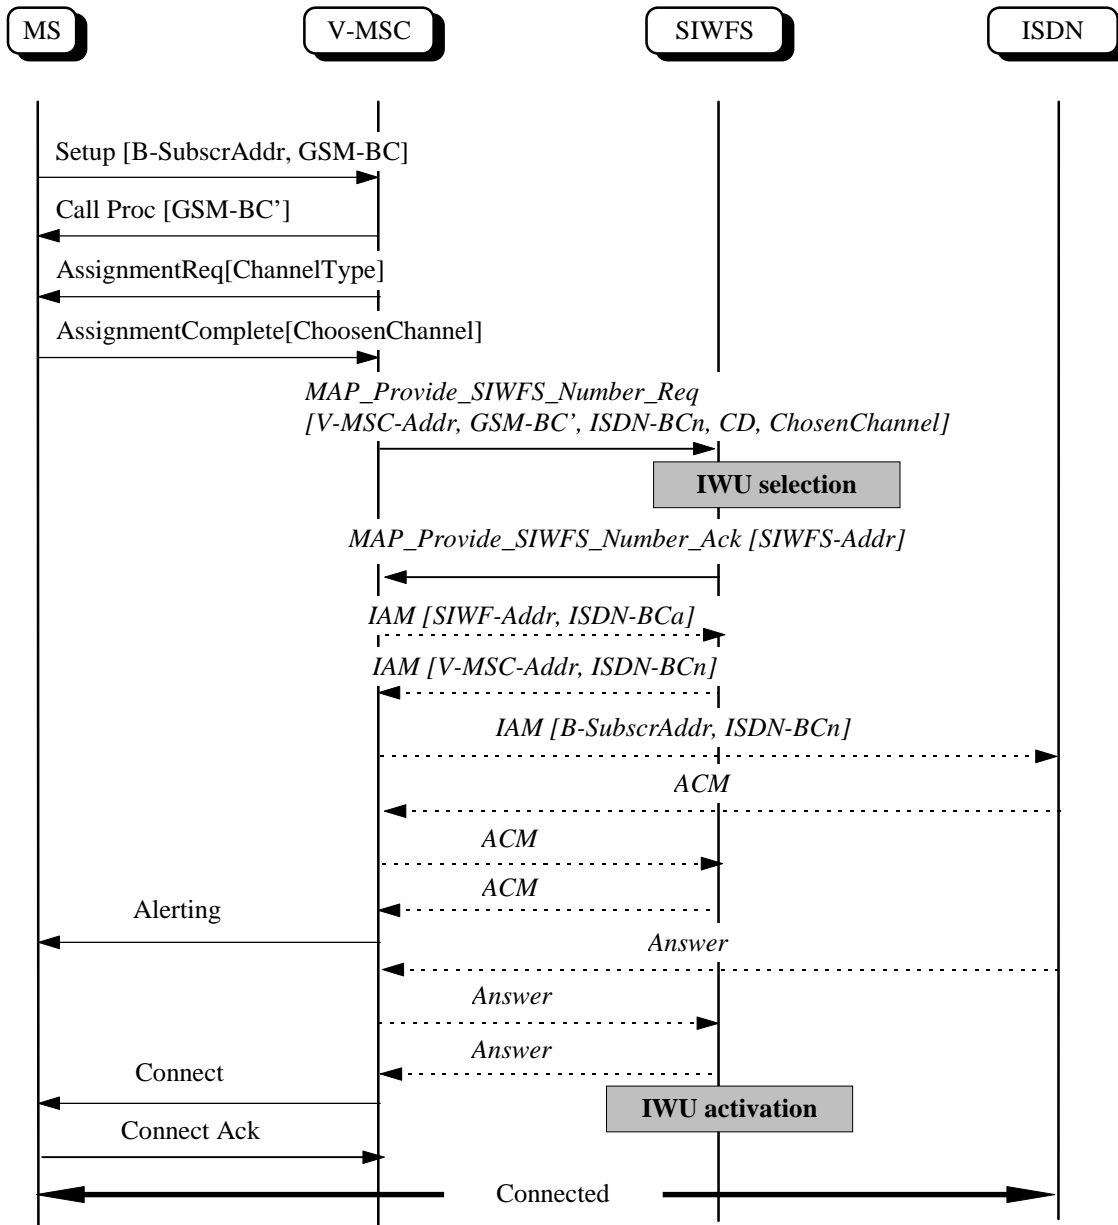 MS V-MSC SIWFS ISDN
Setup [B-SubscrAddr, GSM-BC]
Call Proc [GSM-BC’]
AssignmentReq[ChannelType]
AssignmentComplete[ChoosenChannel]
MAP_Provide_SIWFS_Number_Req
[V-MSC-Addr, GSM-BC’, ISDN-BCn, CD, ChosenChannel]
IWU selection
MAP_Provide_SIWFS_Number_Ack [SIWFS-Addr]
IAM [SIWF-Addr, ISDN-BCa]
IAM [V-MSC-Addr, ISDN-BCn]
IAM [B-SubscrAddr, ISDN-BCn]
ACM
ACM
ACM
Alerting
Answer
Answer
Answer
Connect
IWU activation
Connect Ack
Connected